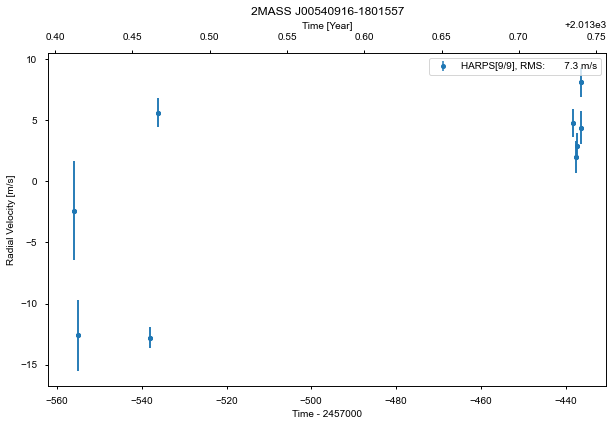 2MASS J00540916-1801557
Time [Year]
+2.013e3
0.40 0.45 0.50 0.55 0.60 0.65 0.70 0.75
HARPS[9/9], RMS: 7.3 m/s
10
5
0
−5
−10
−15
Radial Velocity [m/s]
−560 −540 −520 −500 −480 −460 −440
Time - 2457000